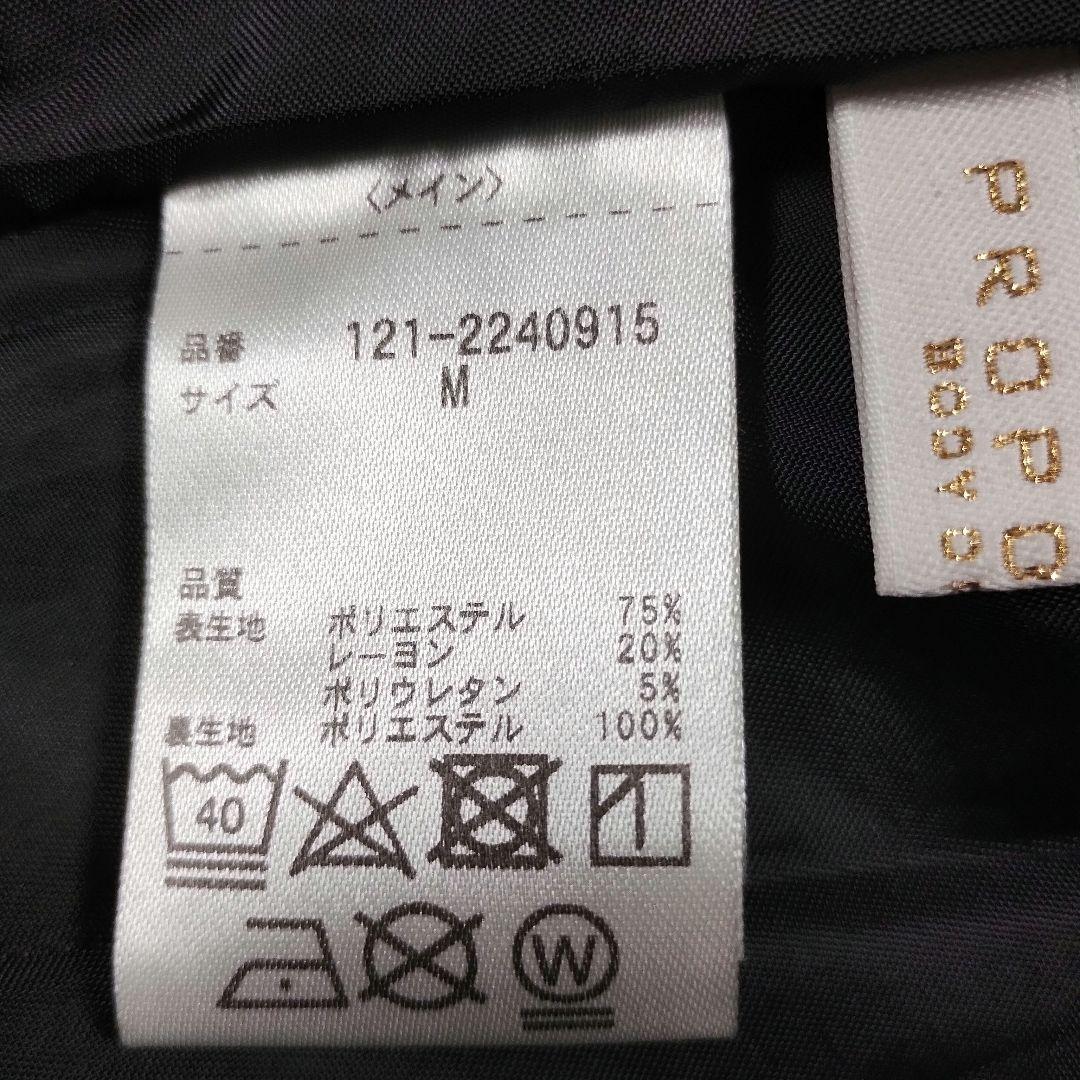 〈メイン〉
品番 121-2240915
サイズ M
品質
表生地 ポリエステル 75%
レーヨン 20%
ポリウレタン 5%
裏生地 ポリエステル 100%
40
W
PROPO
BODY